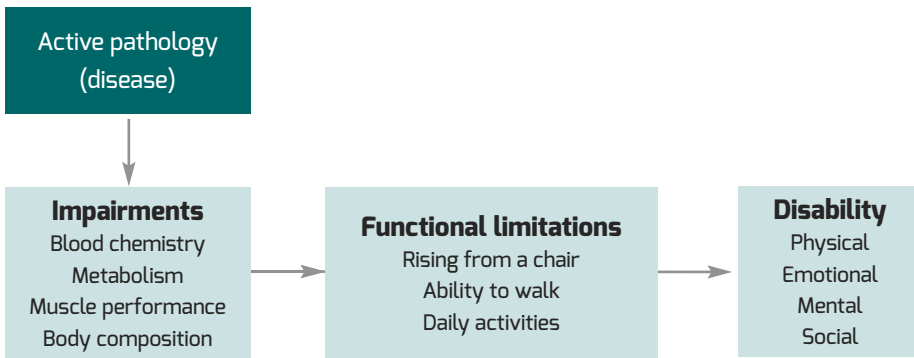 Active pathology
(disease)
Impairments
Blood chemistry
Metabolism
Muscle performance
Body composition
Functional limitations
Rising from a chair
Ability to walk
Daily activities
Disability
Physical
Emotional
Mental
Social